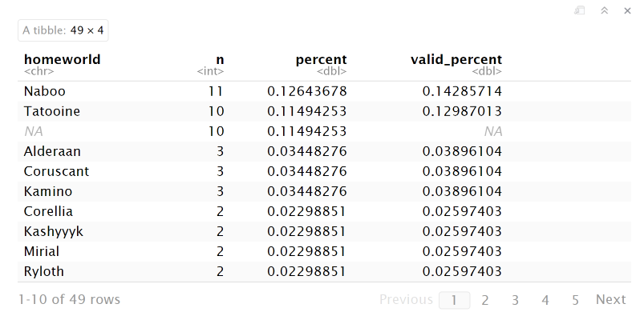 A tibble: 49 × 4
homeworld n percent valid_percent
<chr> <int> <dbl> <dbl>
Naboo 11 0.12643678 0.14285714
Tatooine 10 0.11494253 0.12987013
NA 10 0.11494253 NA
Alderaan 3 0.03448276 0.03896104
Coruscant 3 0.03448276 0.03896104
Kamino 3 0.03448276 0.03896104
Corellia 2 0.02298851 0.02597403
Kashyyyk 2 0.02298851 0.02597403
Mirial 2 0.02298851 0.02597403
Ryloth 2 0.02298851 0.02597403
1-10 of 49 rows Previous 1 2 3 4 5 Next